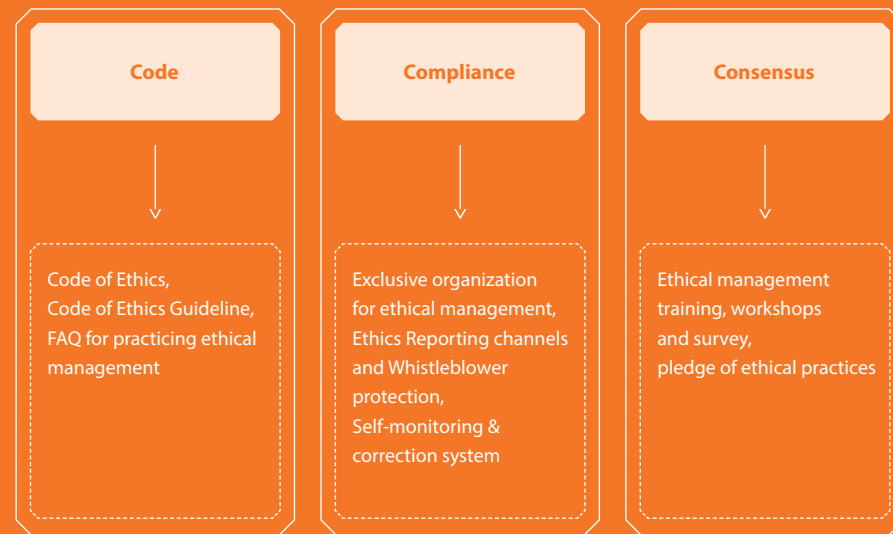 Code
Code of Ethics,
Code of Ethics Guideline,
FAQ for practicing ethical
management
Compliance
Exclusive organization
for ethical management,
Ethics Reporting channels
and Whistleblower
protection,
Self-monitoring &
correction system
Consensus
Ethical management
training, workshops
and survey,
pledge of ethical practices